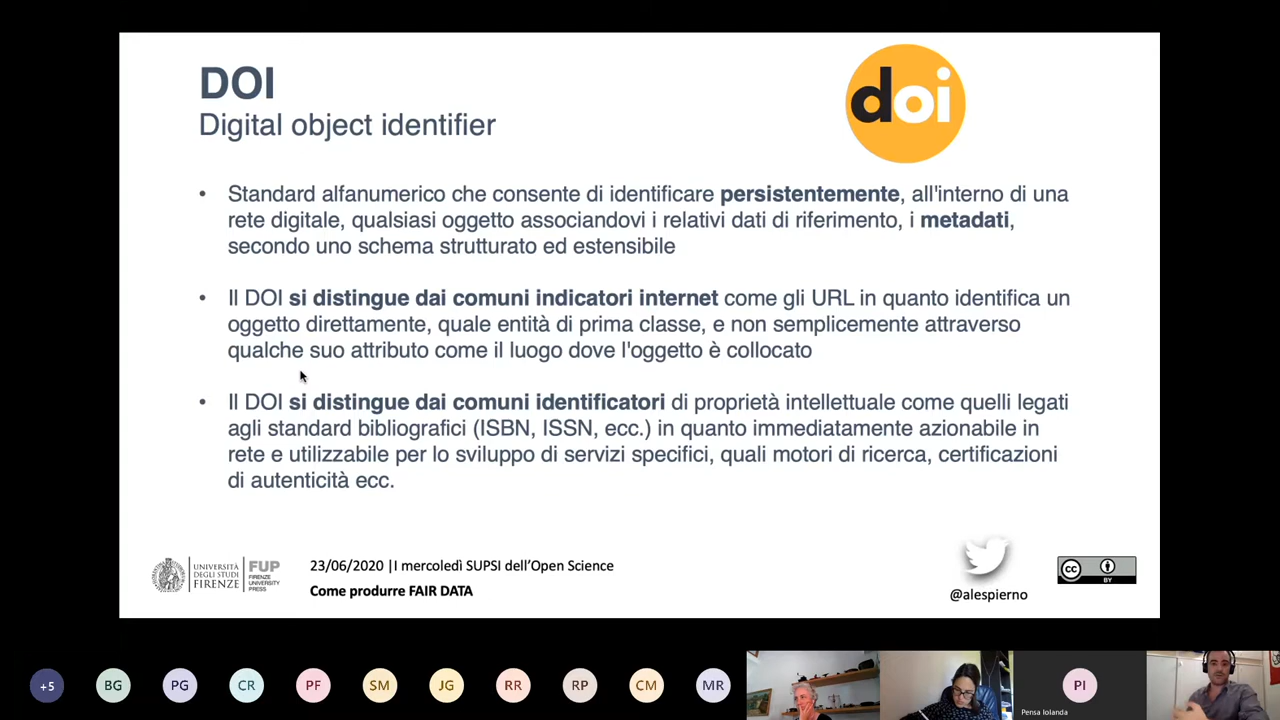 DOI
Digital object identifier
doi
• Standard alfanumerico che consente di identificare persistentemente, all'interno di una
rete digitale, qualsiasi oggetto associandovi i relativi dati di riferimento, i metadati,
secondo uno schema strutturato ed estensibile
• Il DOI si distingue dai comuni indicatori internet come gli URL in quanto identifica un
oggetto direttamente, quale entità di prima classe, e non semplicemente attraverso
qualche suo attributo come il luogo dove l'oggetto è collocato
• Il DOI si distingue dai comuni identificatori di proprietà intellettuale come quelli legati
agli standard bibliografici (ISBN, ISSN, ecc.) in quanto immediatamente azionabile in
rete e utilizzabile per lo sviluppo di servizi specifici, quali motori di ricerca, certificazioni
di autenticità ecc.
UNIVERSITÀ
DEGLI STUDI
FIRENZE
FUP
FIRENZE
UNIVERSITY
PRESS
23/06/2020 |I mercoledì SUPSI dell’Open Science
Come produrre FAIR DATA
@alespierno
cc
BY
+5
BG
PG
CR
PF
SM
JG
RR
RP
CM
MR
PI
Pensa Iolanda